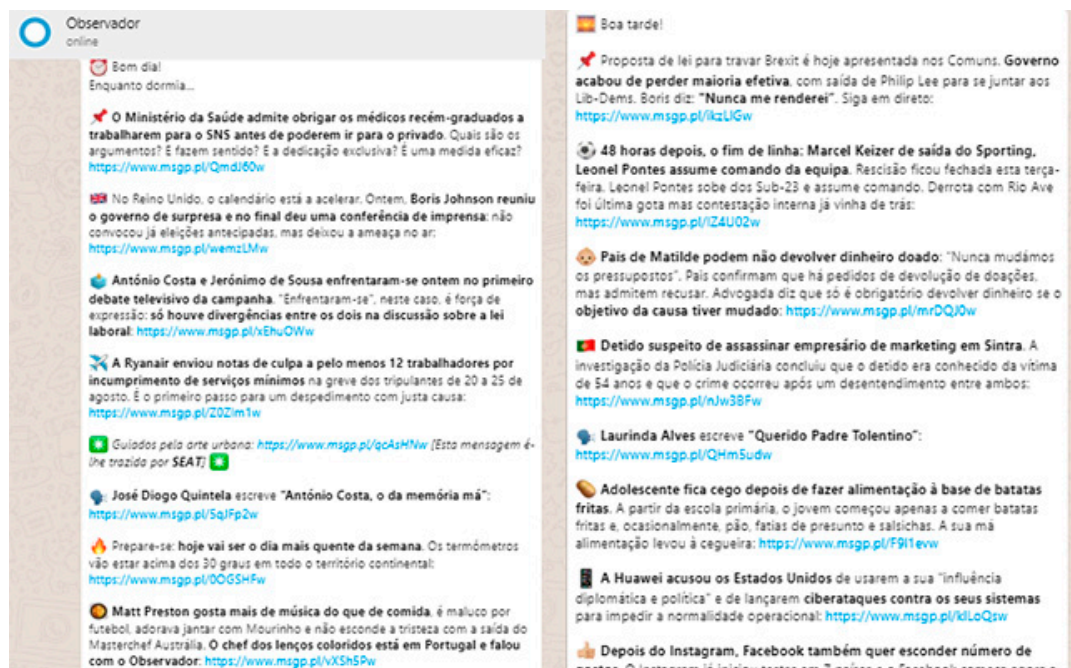 Observador
online
Bom dia!
Enquanto dormia...
O Ministério da Saúde admite obrigar os médicos recém-graduados a
trabalharem para o SNS antes de poderem ir para o privado. Quais são os
argumentos? E fazem sentido? E a dedicação exclusiva? É uma medida eficaz?
https://www.msgp.pl/QmdJ60w
No Reino Unido, o calendário está a acelerar. Ontem, Boris Johnson reuniu
o governo de surpresa e no final deu uma conferência de imprensa: não
convocou já eleições antecipadas, mas deixou a ameaça no ar:
https://www.msgp.pl/wemzLMw
António Costa e Jerónimo de Sousa enfrentaram-se ontem no primeiro
debate televisivo da campanha. "Enfrentaram-se", neste caso, é força de
expressão: só houve divergências entre os dois na discussão sobre a lei
laboral: https://www.msgp.pl/xEhuOWw
A Ryanair enviou notas de culpa a pelo menos 12 trabalhadores por
incumprimento de serviços mínimos na greve dos tripulantes de 20 a 25 de
agosto. É o primeiro passo para um despedimento com justa causa:
https://www.msgp.pl/Z0Zlm1w
Guiados pela arte urbana: https://www.msgp.pl/qcAsHNw (Esta mensagem é-
lhe trazida por SEAT)
José Diogo Quintela escreve "António Costa, o da memória má":
https://www.msgp.pl/5qJFp2w
Prepare-se: hoje vai ser o dia mais quente da semana. Os termómetros
vão estar acima dos 30 graus em todo o território continental:
https://www.msgp.pl/0OGSHFw
Matt Preston gosta mais de música do que de comida, é maluco por
futebol, adorava jantar com Mourinho e não esconde a tristeza com a saída do
Masterchef Austrália. O chef dos lenços coloridos está em Portugal e falou
com o Observador: https://www.msgp.pl/vX5h5Pw
Boa tarde!
Proposta de lei para travar Brexit é hoje apresentada nos Comuns. Governo
acabou de perder maioria efetiva, com saída de Philip Lee para se juntar aos
Lib-Dems. Boris diz: "Nunca me renderei". Siga em direto:
https://www.msgp.pl/ikzLlGw
48 horas depois, o fim de linha: Marcel Keizer de saída do Sporting,
Leonel Pontes assume comando da equipa. Rescisão ficou fechada esta terça-
feira. Leonel Pontes sobe dos Sub-23 e assume comando. Derrota com Rio Ave
foi última gota mas contestação interna já vinha de trás:
https://www.msgp.pl/lZ4U02w
Pais de Matilde podem não devolver dinheiro doado: "Nunca mudámos
os pressupostos". Pais confirmam que há pedidos de devolução de doações,
mas admitem recusar. Advogada diz que só é obrigatório devolver dinheiro se o
objetivo da causa tiver mudado: https://www.msgp.pl/mrDQJ0w
Detido suspeito de assassinar empresário de marketing em Sintra. A
investigação da Polícia Judiciária concluiu que o detido era conhecido da vítima
de 54 anos e que o crime ocorreu após um desentendimento entre ambos:
https://www.msgp.pl/nJw3BFw
Laurinda Alves escreve "Querido Padre Tolentino":
https://www.msgp.pl/QHm5udw
Adolescente fica cego depois de fazer alimentação à base de batatas
fritas. A partir da escola primária, o jovem começou apenas a comer batatas
fritas e, ocasionalmente, pão, fatias de presunto e salsichas. A sua má
alimentação levou à cegueira: https://www.msgp.pl/F9l1evw
A Huawei acusou os Estados Unidos de usarem a sua "influência
diplomática e política" e de lançarem ciberataques contra os seus sistemas
para impedir a normalidade operacional: https://www.msgp.pl/klLoQsw
Depois do Instagram, Facebook também quer esconder número de